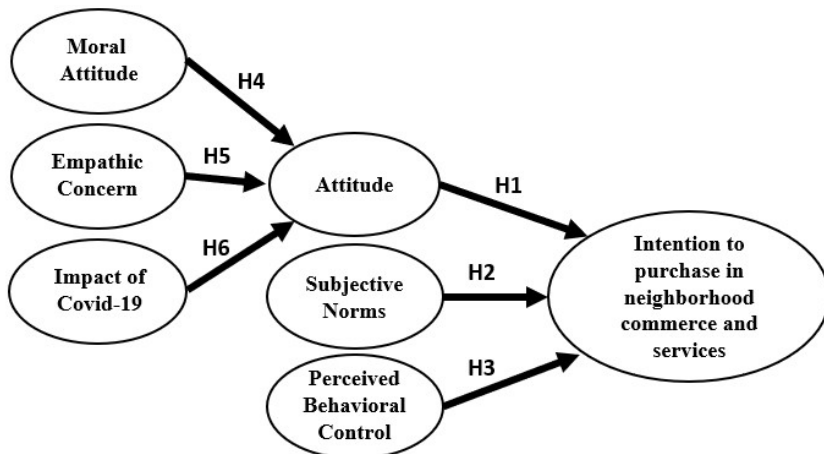 Moral
Attitude
H4
Empathic
Concern
H5
Attitude
H1
Impact of
Covid-19
H6
Subjective
Norms
H2
Intention to
purchase in
neighborhood
commerce and
services
Perceived
Behavioral
Control
H3